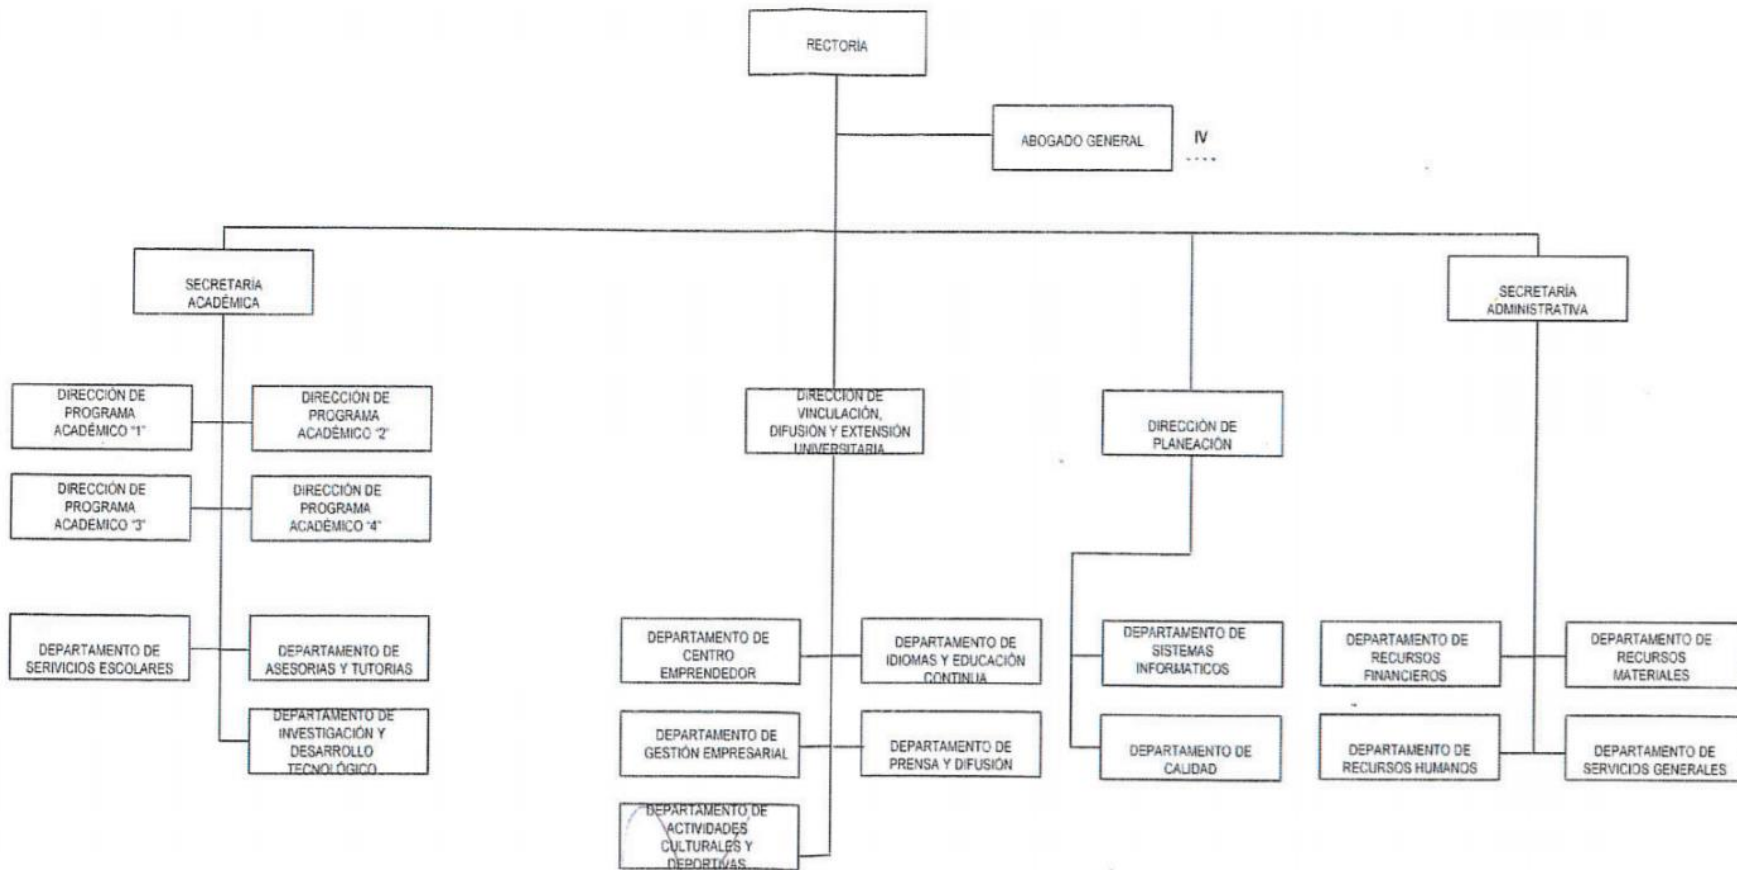 RECTORÍA
ABOGADO GENERAL
IV
SECRETARÍA
ACADÉMICA
SECRETARÍA
ADMINISTRATIVA
DIRECCIÓN DE
PROGRAMA
ACADÉMICO "1"
DIRECCIÓN DE
PROGRAMA
ACADÉMICO "2"
DIRECCIÓN DE
VINCULACIÓN,
DIFUSIÓN Y EXTENSIÓN
UNIVERSITARIA
DIRECCIÓN DE
PLANEACIÓN
DIRECCIÓN DE
PROGRAMA
ACADEMICO "3"
DIRECCIÓN DE
PROGRAMA
ACADÉMICO "4"
DEPARTAMENTO DE
SERIVICIOS ESCOLARES
DEPARTAMENTO DE
ASESORIAS Y TUTORIAS
DEPARTAMENTO DE
CENTRO
EMPRENDEDOR
DEPARTAMENTO DE
IDIOMAS Y EDUCACIÓN
CONTINUA
DEPARTAMENTO DE
SISTEMAS
INFORMATICOS
DEPARTAMENTO DE
RECURSOS
FINANCIEROS
DEPARTAMENTO DE
RECURSOS
MATERIALES
DEPARTAMENTO DE
INVESTIGACIÓN Y
DESARROLLO
TECNOLÓGICO
DEPARTAMENTO DE
GESTIÓN EMPRESARIAL
DEPARTAMENTO DE
PRENSA Y DIFUSIÓN
DEPARTAMENTO DE
CALIDAD
DEPARTAMENTO DE
RECURSOS HUMANOS
DEPARTAMENTO DE
SERVICIOS GENERALES
DEPARTAMENTO DE
ACTIVIDADES
CULTURALES Y
DEPORTIVAS